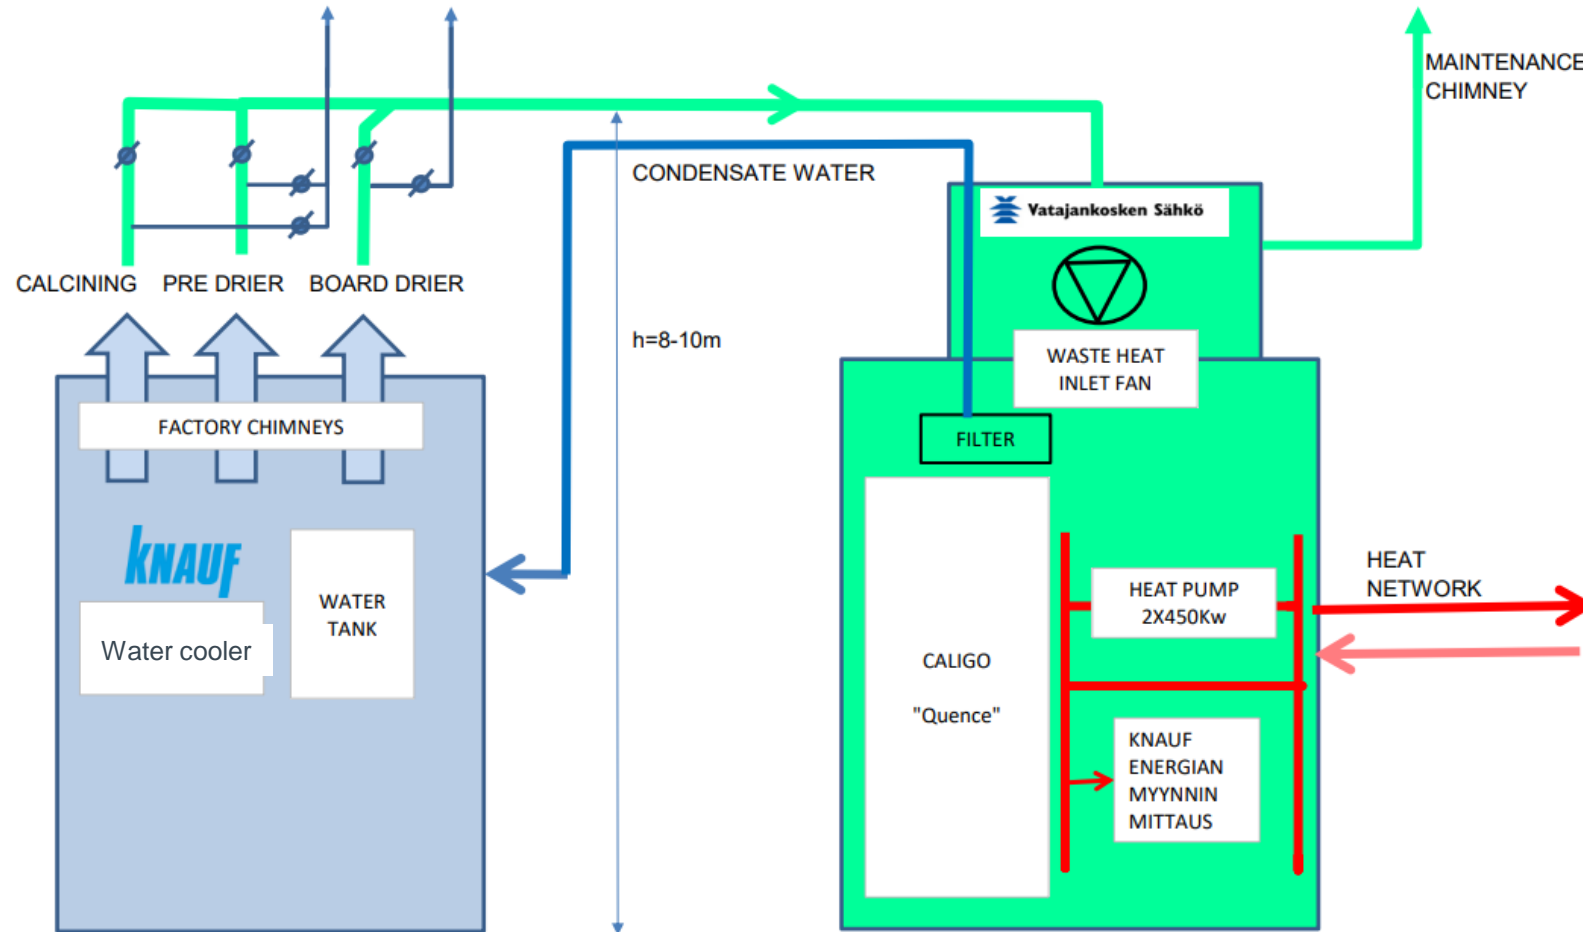 MAINTENANCE
CHIMNEY
CONDENSATE WATER
Vatajankosken Sähkö
CALCINING
PRE DRIER
BOARD DRIER
h=8-10m
WASTE HEAT
INLET FAN
FACTORY CHIMNEYS
FILTER
KNAUF
WATER
TANK
Water cooler
HEAT
NETWORK
HEAT PUMP
2X450Kw
CALIGO
"Quence"
KNAUF
ENERGIAN
MYYNNIN
MITTAUS